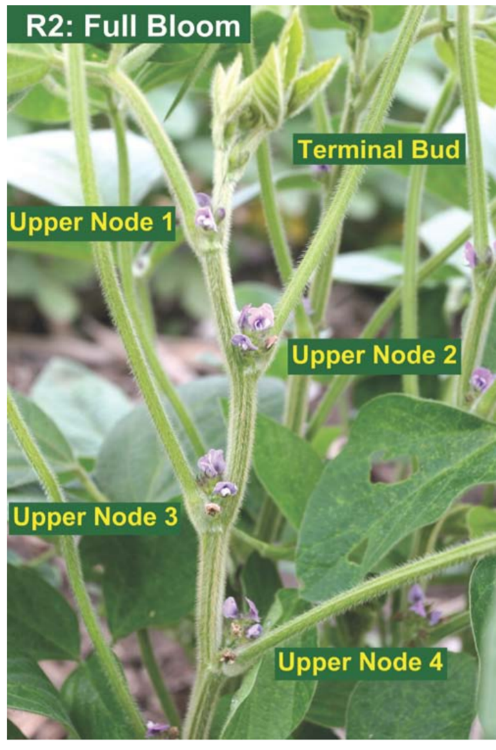 R2: Full Bloom
Terminal Bud
Upper Node 1
Upper Node 2
Upper Node 3
Upper Node 4